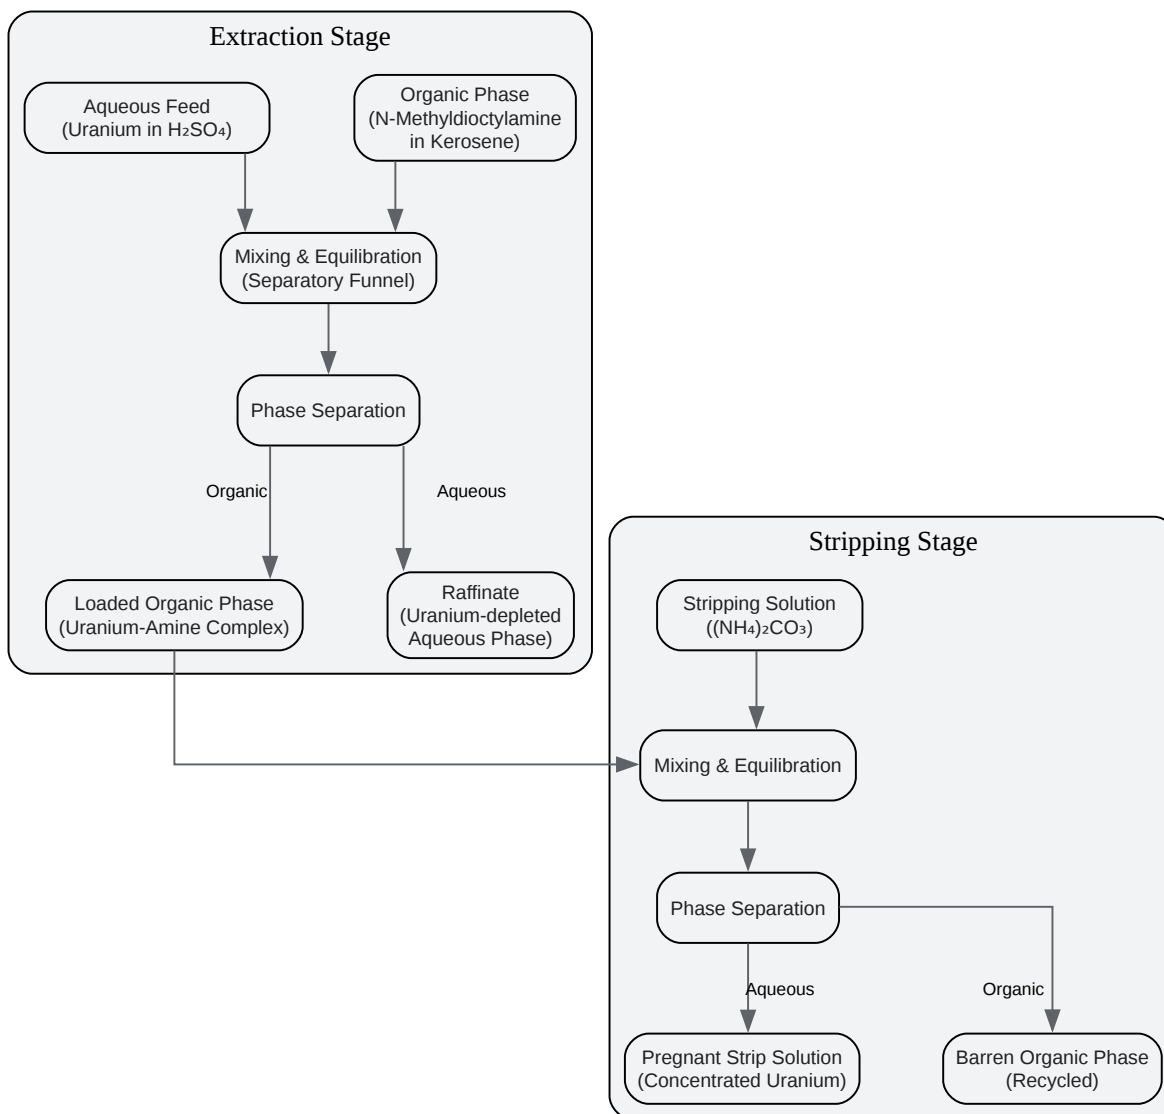 Extraction Stage
Aqueous Feed
(Uranium in H₂SO₄)
Organic Phase
(N-Methyldioctylamine
in Kerosene)
Mixing & Equilibration
(Separatory Funnel)
Phase Separation
Organic
Aqueous
Loaded Organic Phase
(Uranium-Amine Complex)
Raffinate
(Uranium-depleted
Aqueous Phase)
Stripping Stage
Stripping Solution
((NH₄)₂CO₃)
Mixing & Equilibration
Phase Separation
Aqueous
Organic
Pregnant Strip Solution
(Concentrated Uranium)
Barren Organic Phase
(Recycled)